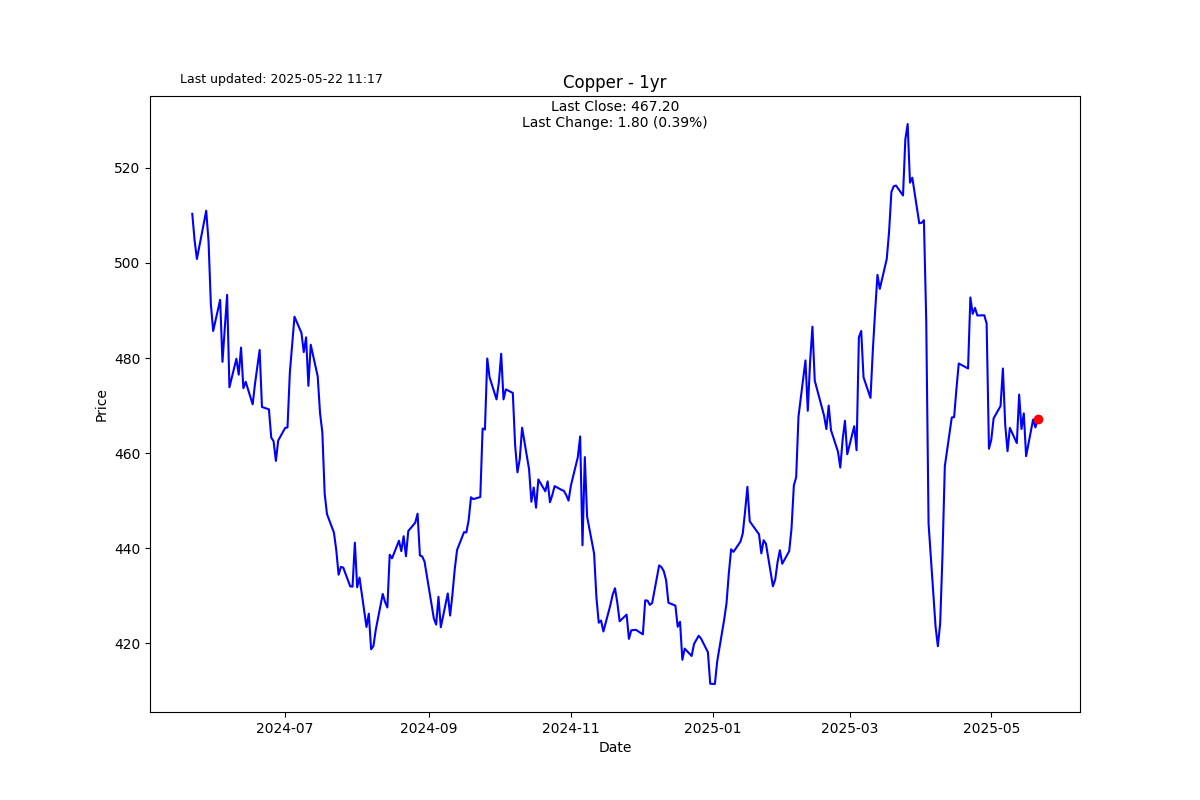 Last updated: 2025-05-22 11:17
Copper - 1yr
Last Close: 467.20
Last Change: 1.80 (0.39%)
520
500
480
460
440
420
Price
2024-07
2024-09
2024-11
2025-01
2025-03
2025-05
Date